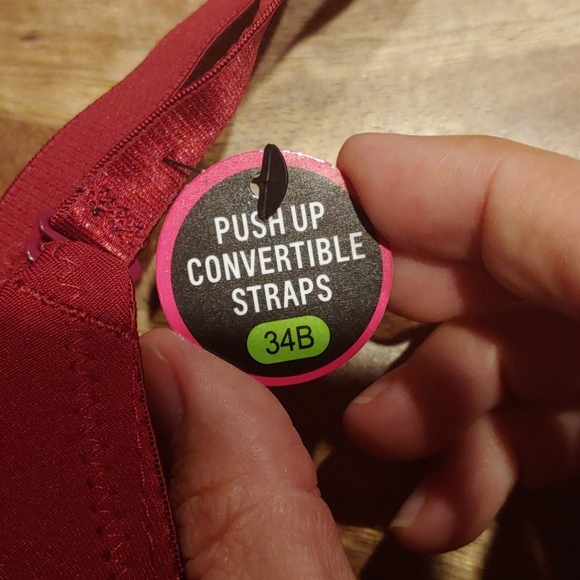 PUSH UP
CONVERTIBLE
STRAPS
34B